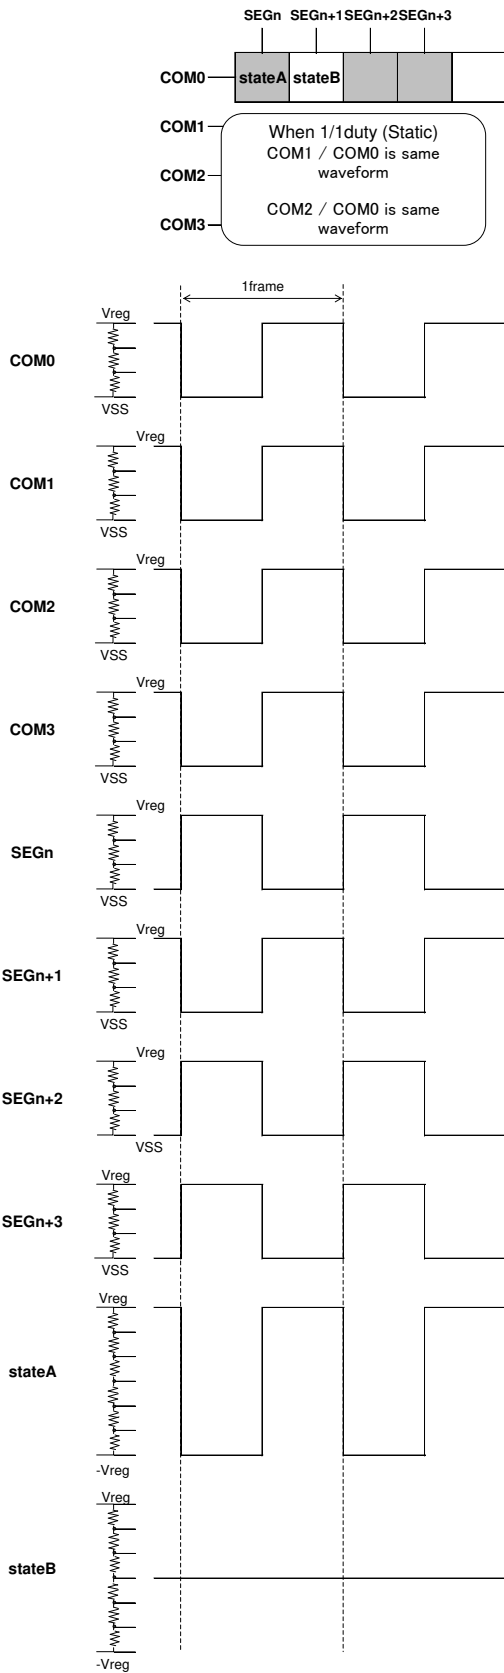 SEGn SEGn+1 SEGn+2 SEGn+3
COM0 stateA stateB
COM1
COM2
COM3
When 1/1duty (Static)
COM1 / COM0 is same
waveform
COM2 / COM0 is same
waveform
1frame
Vreg
COM0
VSS
Vreg
COM1
VSS
Vreg
COM2
VSS
Vreg
COM3
VSS
Vreg
SEGn
VSS
Vreg
SEGn+1
VSS
Vreg
SEGn+2
VSS
Vreg
SEGn+3
VSS
Vreg
stateA
-Vreg
Vreg
stateB
-Vreg